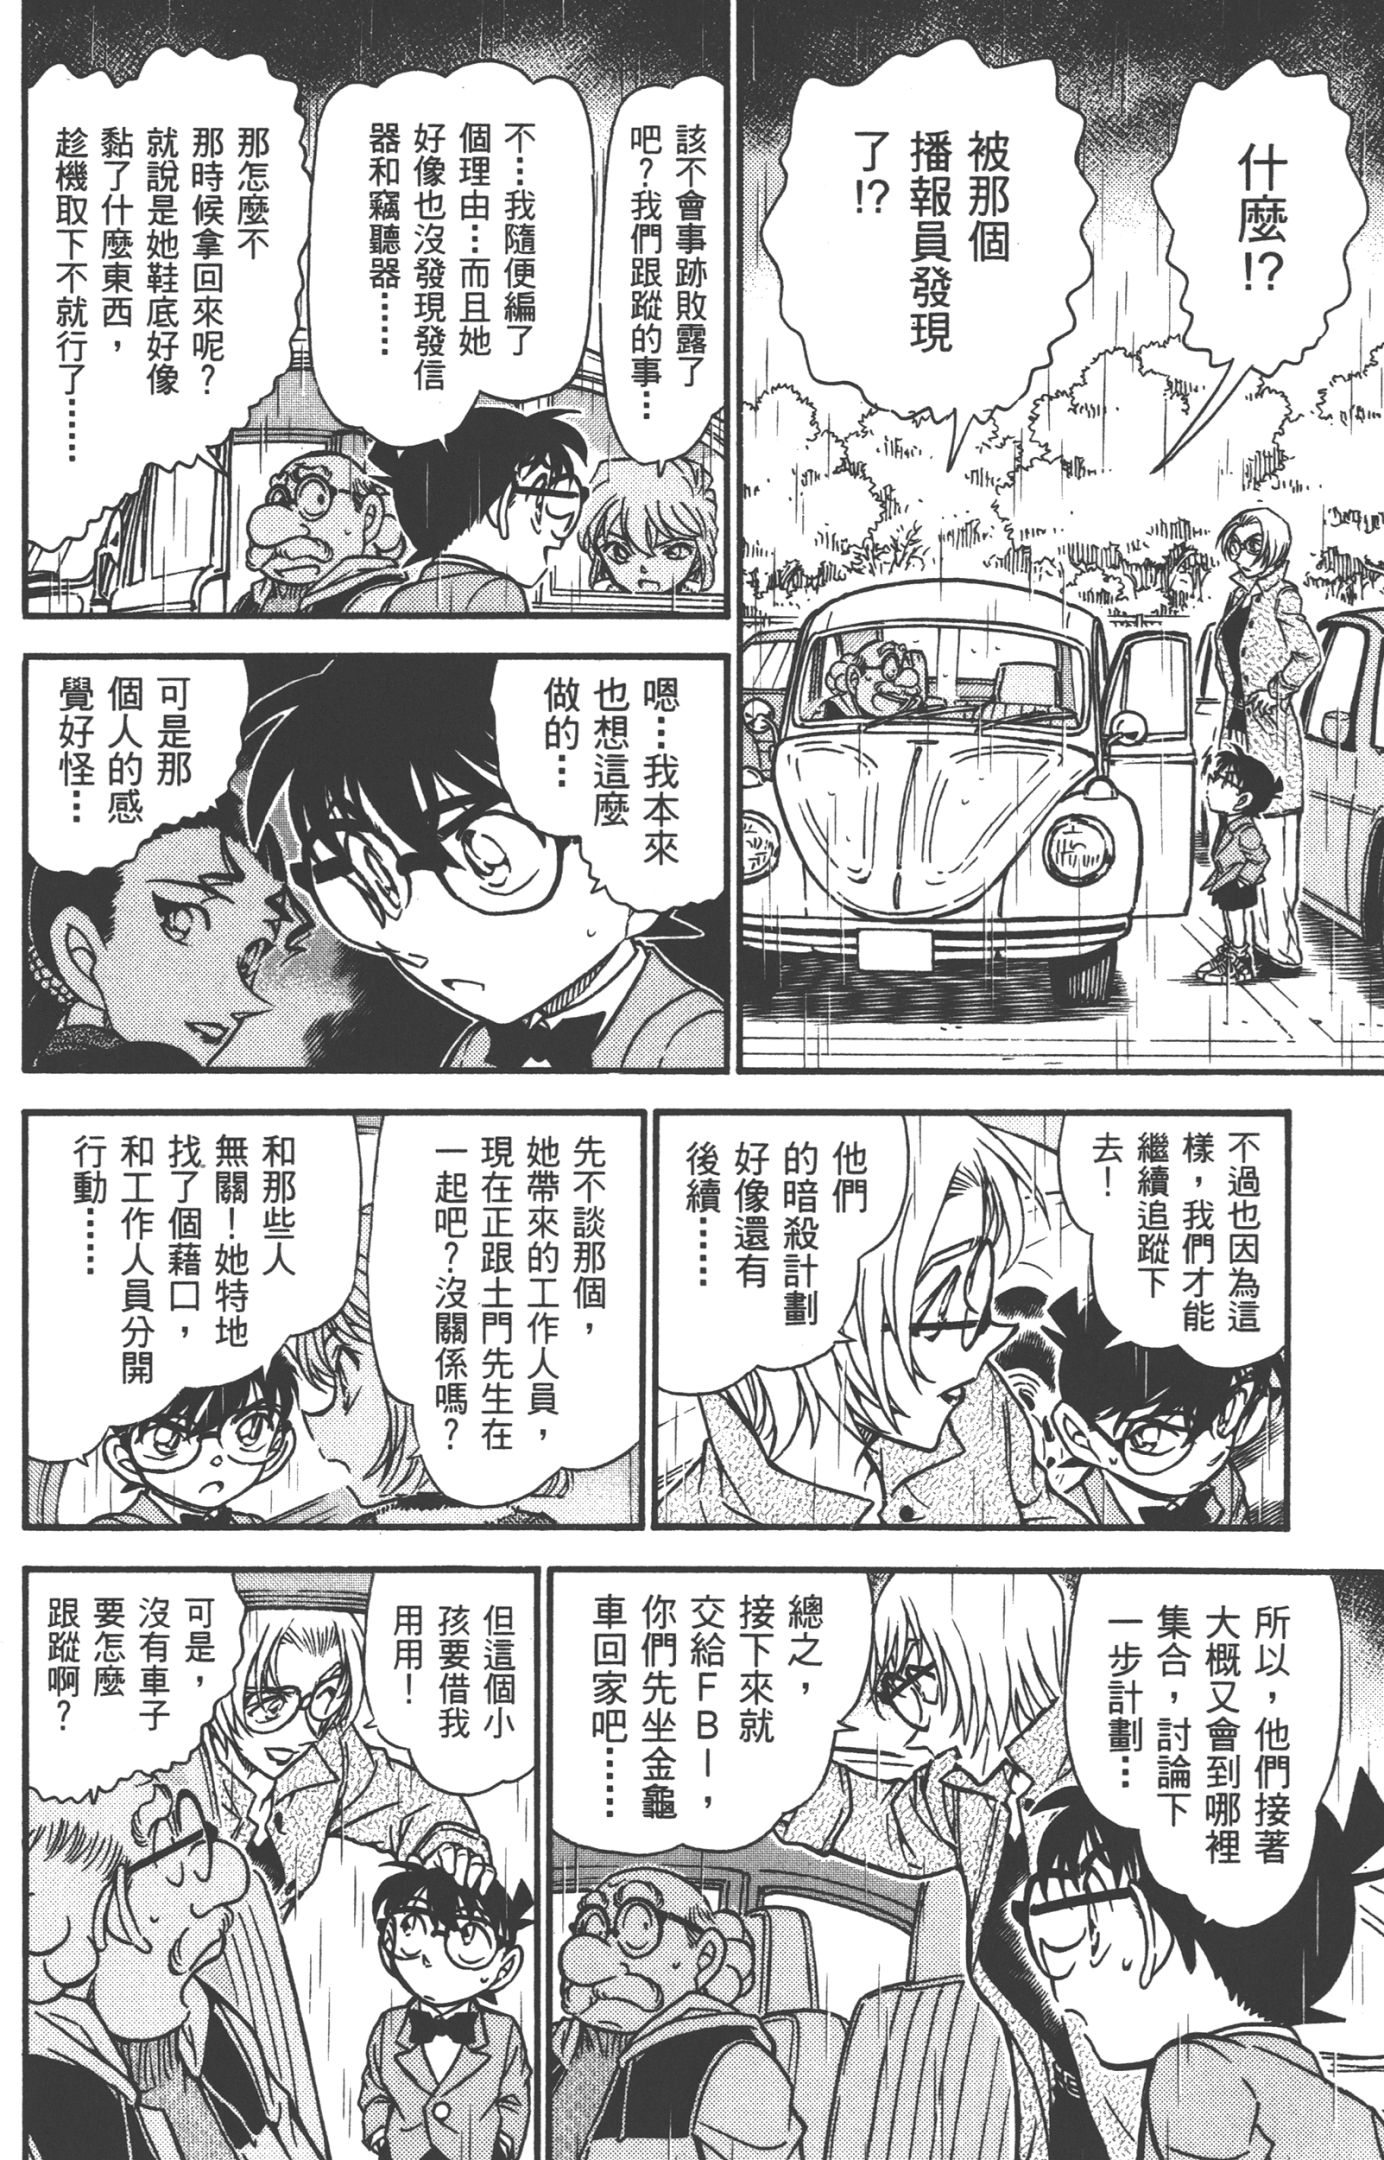 什麼!?
被那個
播報員發現
了!?
該不會事跡敗露了
吧?我們跟蹤的事…
不…我隨便編了
個理由…而且她
好像也沒發現發信
器和竊聽器……
那怎麼不
那時候拿回來呢?
就說是她鞋底好像
黏了什麼東西，
趁機取下不就行了……
嗯…我本來
也想這麼
做的…
可是那
個人的感
覺好怪…
不過也因為這
樣，我們才能
繼續追蹤下
去!
他們
的暗殺計劃
好像還有
後續……
先不談那個，
她帶來的工作人員，
現在正跟土門先生在
一起吧?沒關係嗎?
和那些人
無關!她特地
找了個藉口，
和工作人員分開
行動……
所以，他們接著
大概又會到哪裡
集合，討論下
一步計劃…
總之，
接下來就
交給FBI，
你們先坐金龜
車回家吧……
但這個小
孩要借我
用用!
可是，
沒有車子
要怎麼
跟蹤啊?